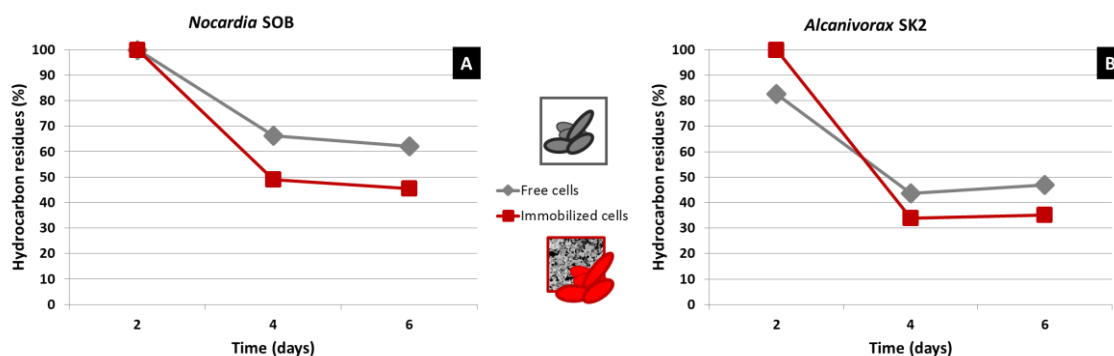 Nocardia SOB
A
Hydrocarbon residues (%)
100
90
80
70
60
50
40
30
20
10
0
2 4 6
Time (days)
Free cells
Immobilized cells
Alcanivorax SK2
B
Hydrocarbon residues (%)
100
90
80
70
60
50
40
30
20
10
0
2 4 6
Time (days)